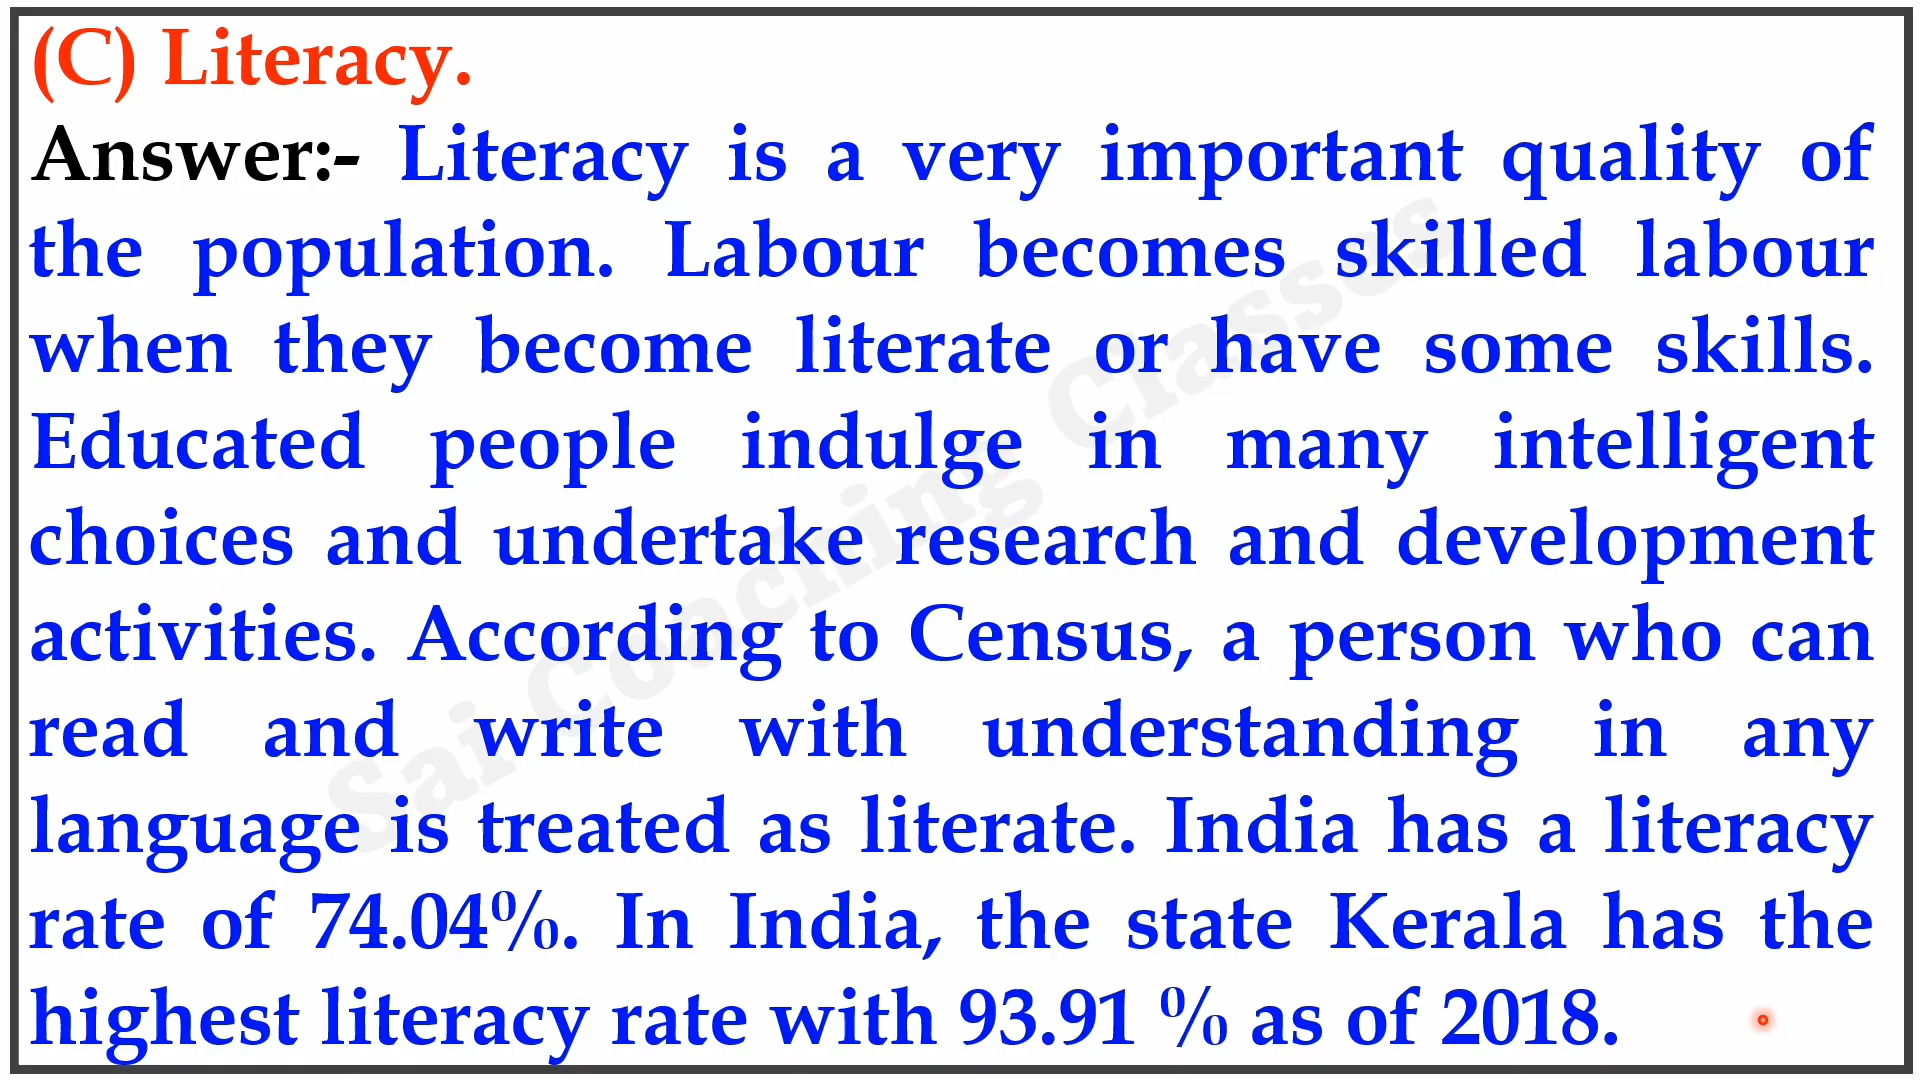 (C) Literacy.
Answer:- Literacy is a very important quality of
the population. Labour becomes skilled labour
when they become literate or have some skills.
Educated people indulge in many intelligent
choices and undertake research and development
activities. According to Census, a person who can
read and write with understanding in any
language is treated as literate. India has a literacy
rate of 74.04%. In India, the state Kerala has the
highest literacy rate with 93.91 % as of 2018.
Sai Coaching Classes